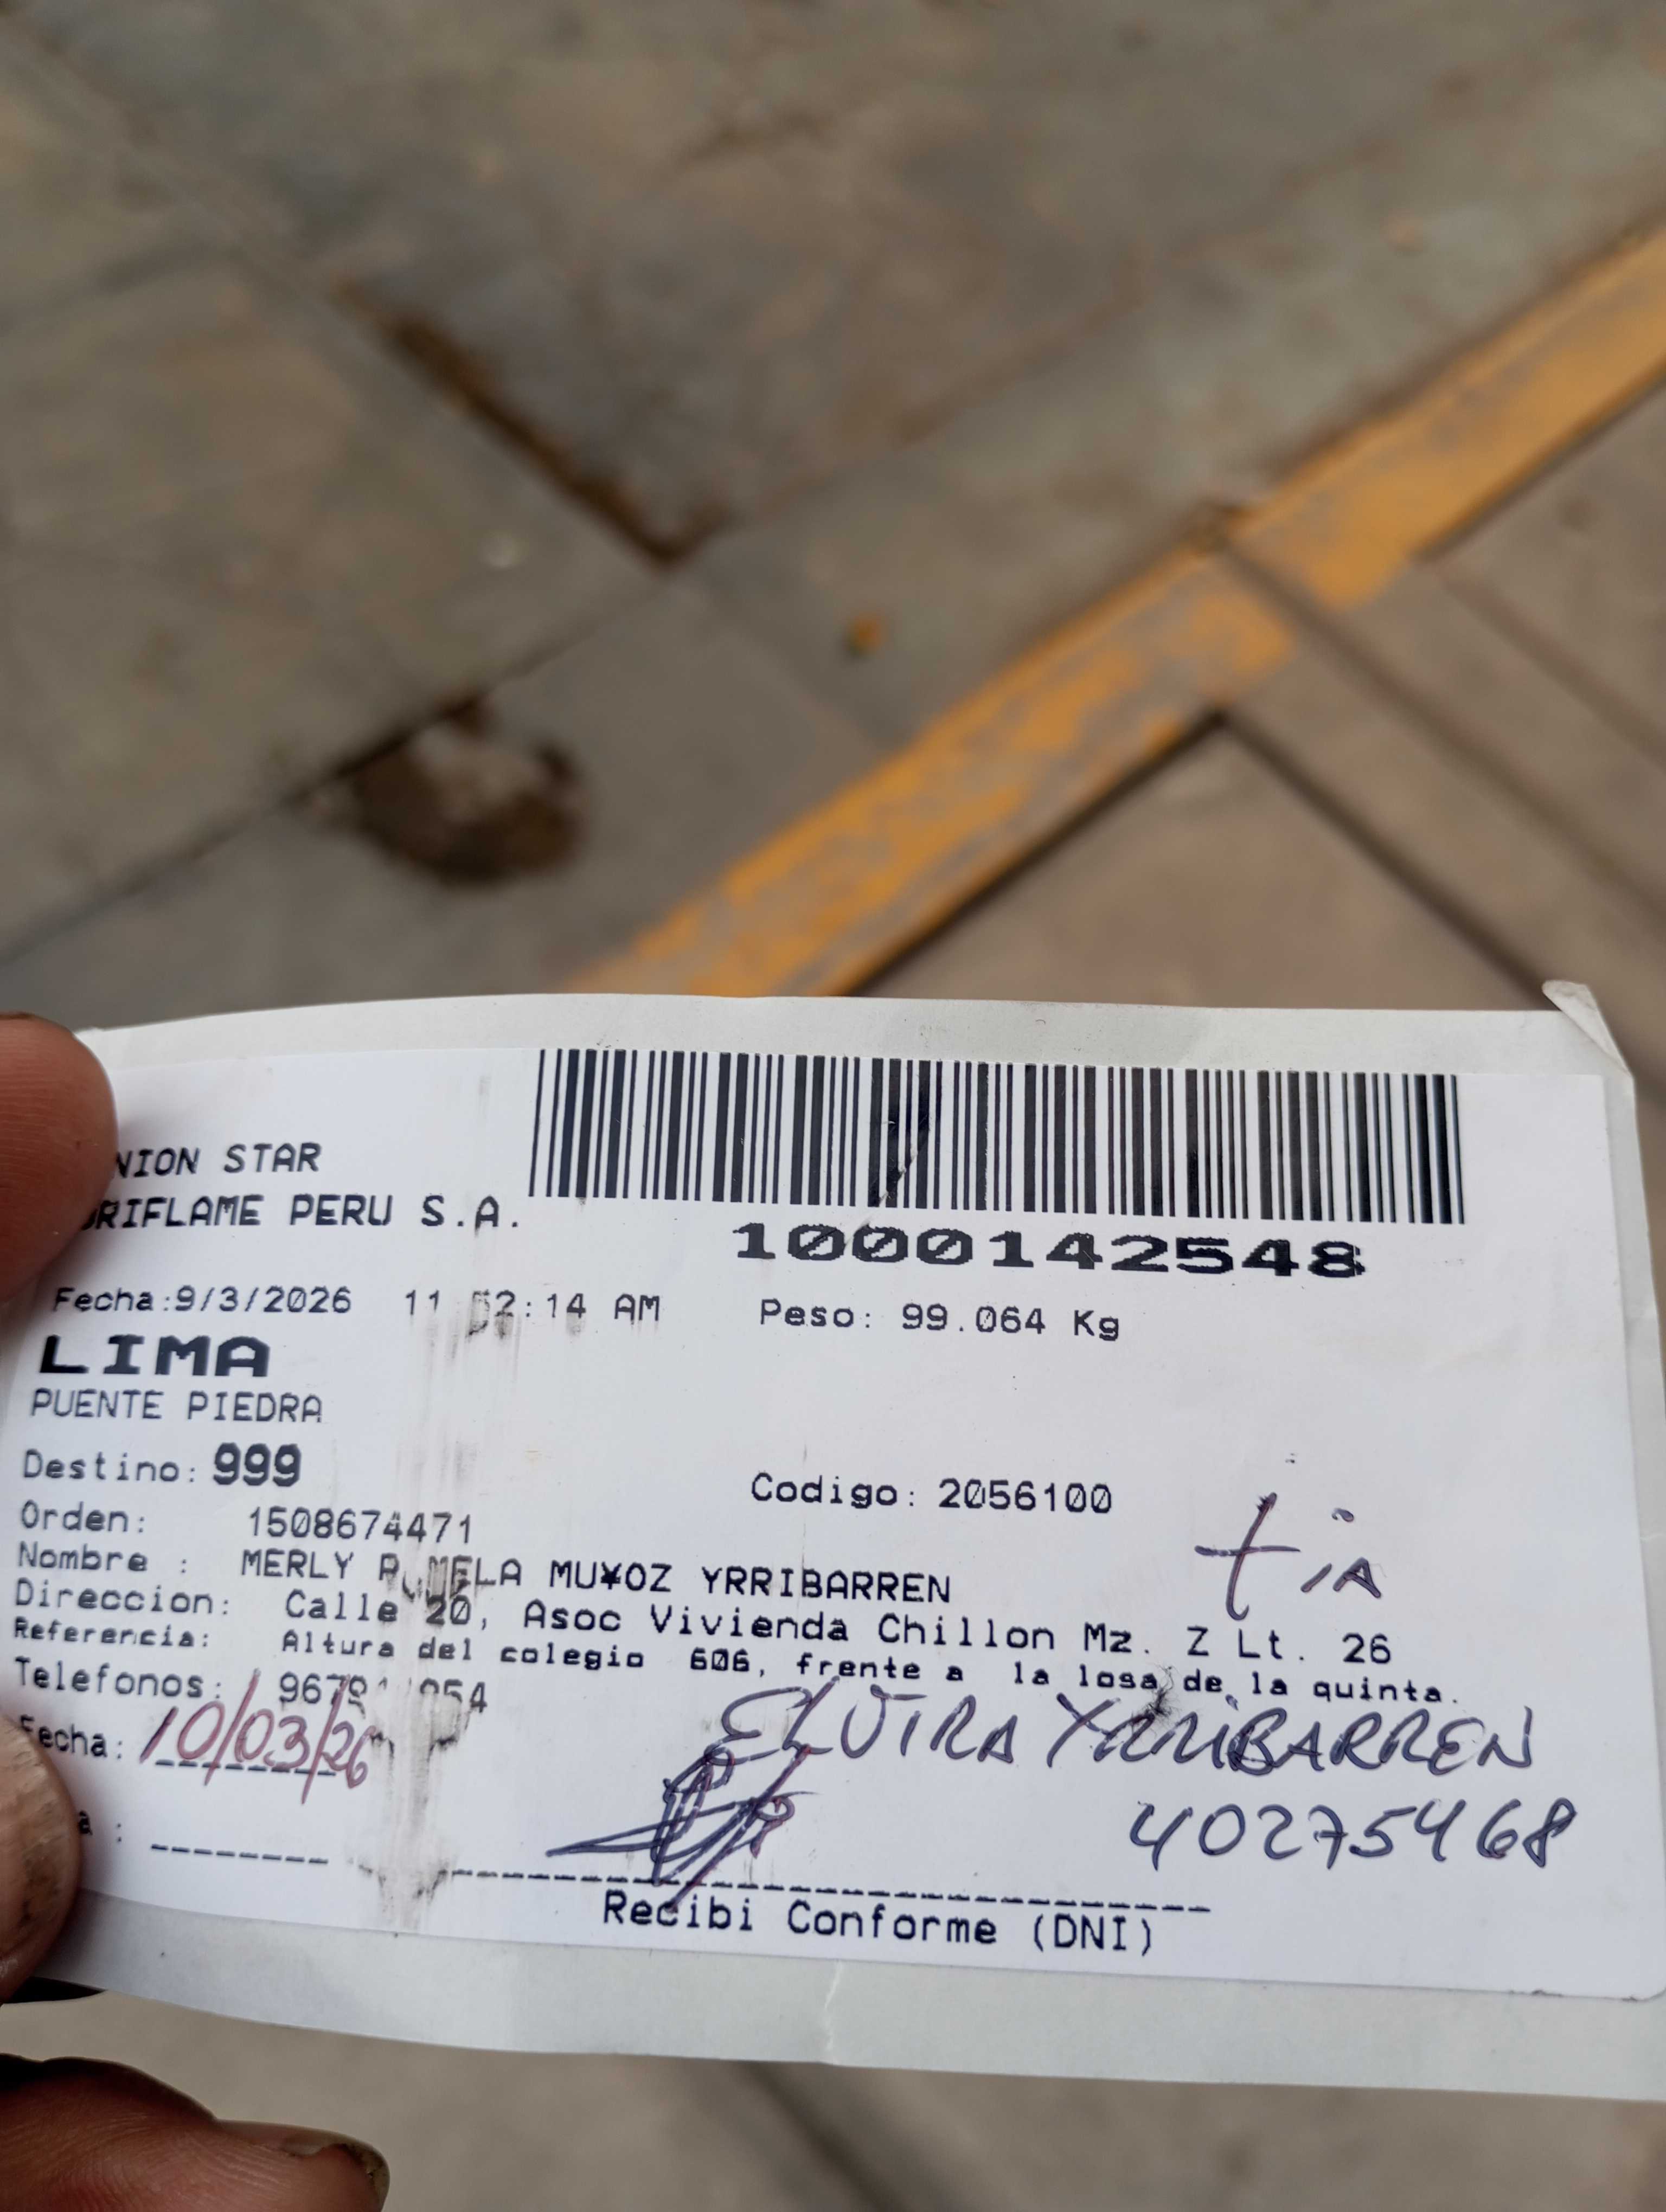 NION STAR
RIFLAME PERU S.A.
1000142548
Fecha:9/3/2026 11 52:14 AM Peso: 99.064 Kg
LIMA
PUENTE PIEDRA
Destino: 999
Codigo: 2056100
Orden: 1508674471
tia
Nombre : MERLY MU¥OZ YRRIBARREN
Direccion: Calle 20, Asoc Vivienda Chillon Mz. Z Lt. 26
Referencia: Altura del colegio 606, frente a la losa de la quinta.
Telefonos:
echa: 10/03/26
ELVIRA YRRIBARREN
40275468
a :
Recibi Conforme (DNI)